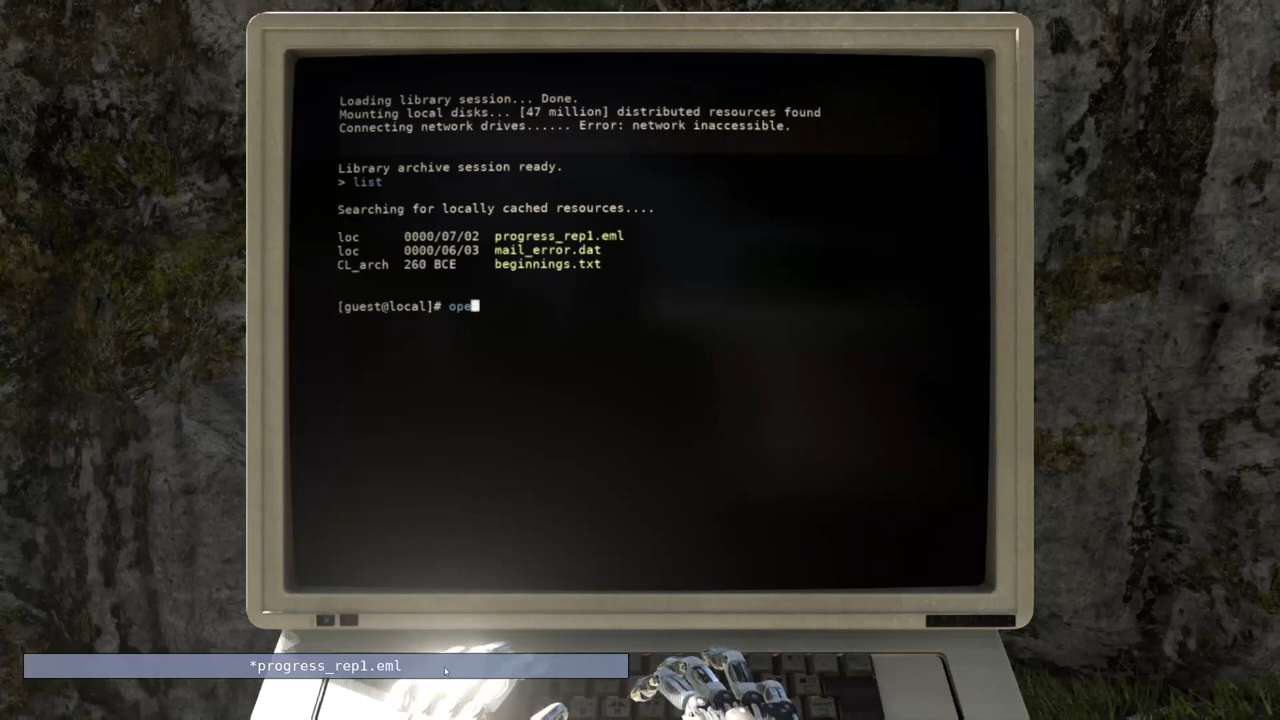 Loading library session... Done.
Mounting local disks... [47 million] distributed resources found
Connecting network drives...... Error: network inaccessible.
Library archive session ready.
> list
Searching for locally cached resources....
loc 0000/07/02 progress_rep1.eml
loc 0000/06/03 mail_error.dat
CL_arch 260 BCE beginnings.txt
[guest@local]# ope
*progress_rep1.eml